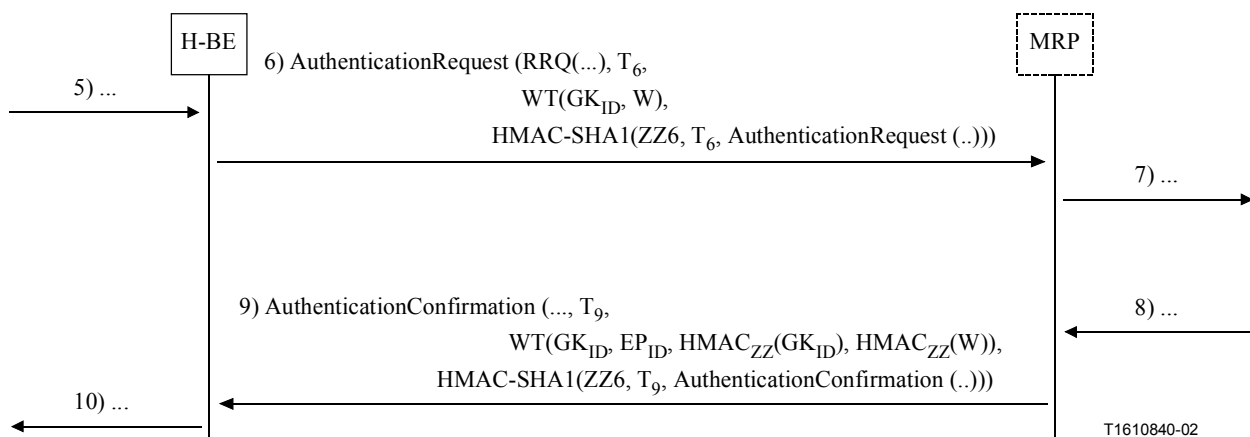 H-BE
MRP
6) AuthenticationRequest (RRQ(...), T6,
5) ...
WT(GKID, W),
HMAC-SHA1(ZZ6, T6, AuthenticationRequest (..)))
7) ...
9) AuthenticationConfirmation (..., T9,
8) ...
WT(GKID, EPID, HMACZZ(GKID), HMACZZ(W)),
HMAC-SHA1(ZZ6, T9, AuthenticationConfirmation (..)))
10) ...
T1610840-02